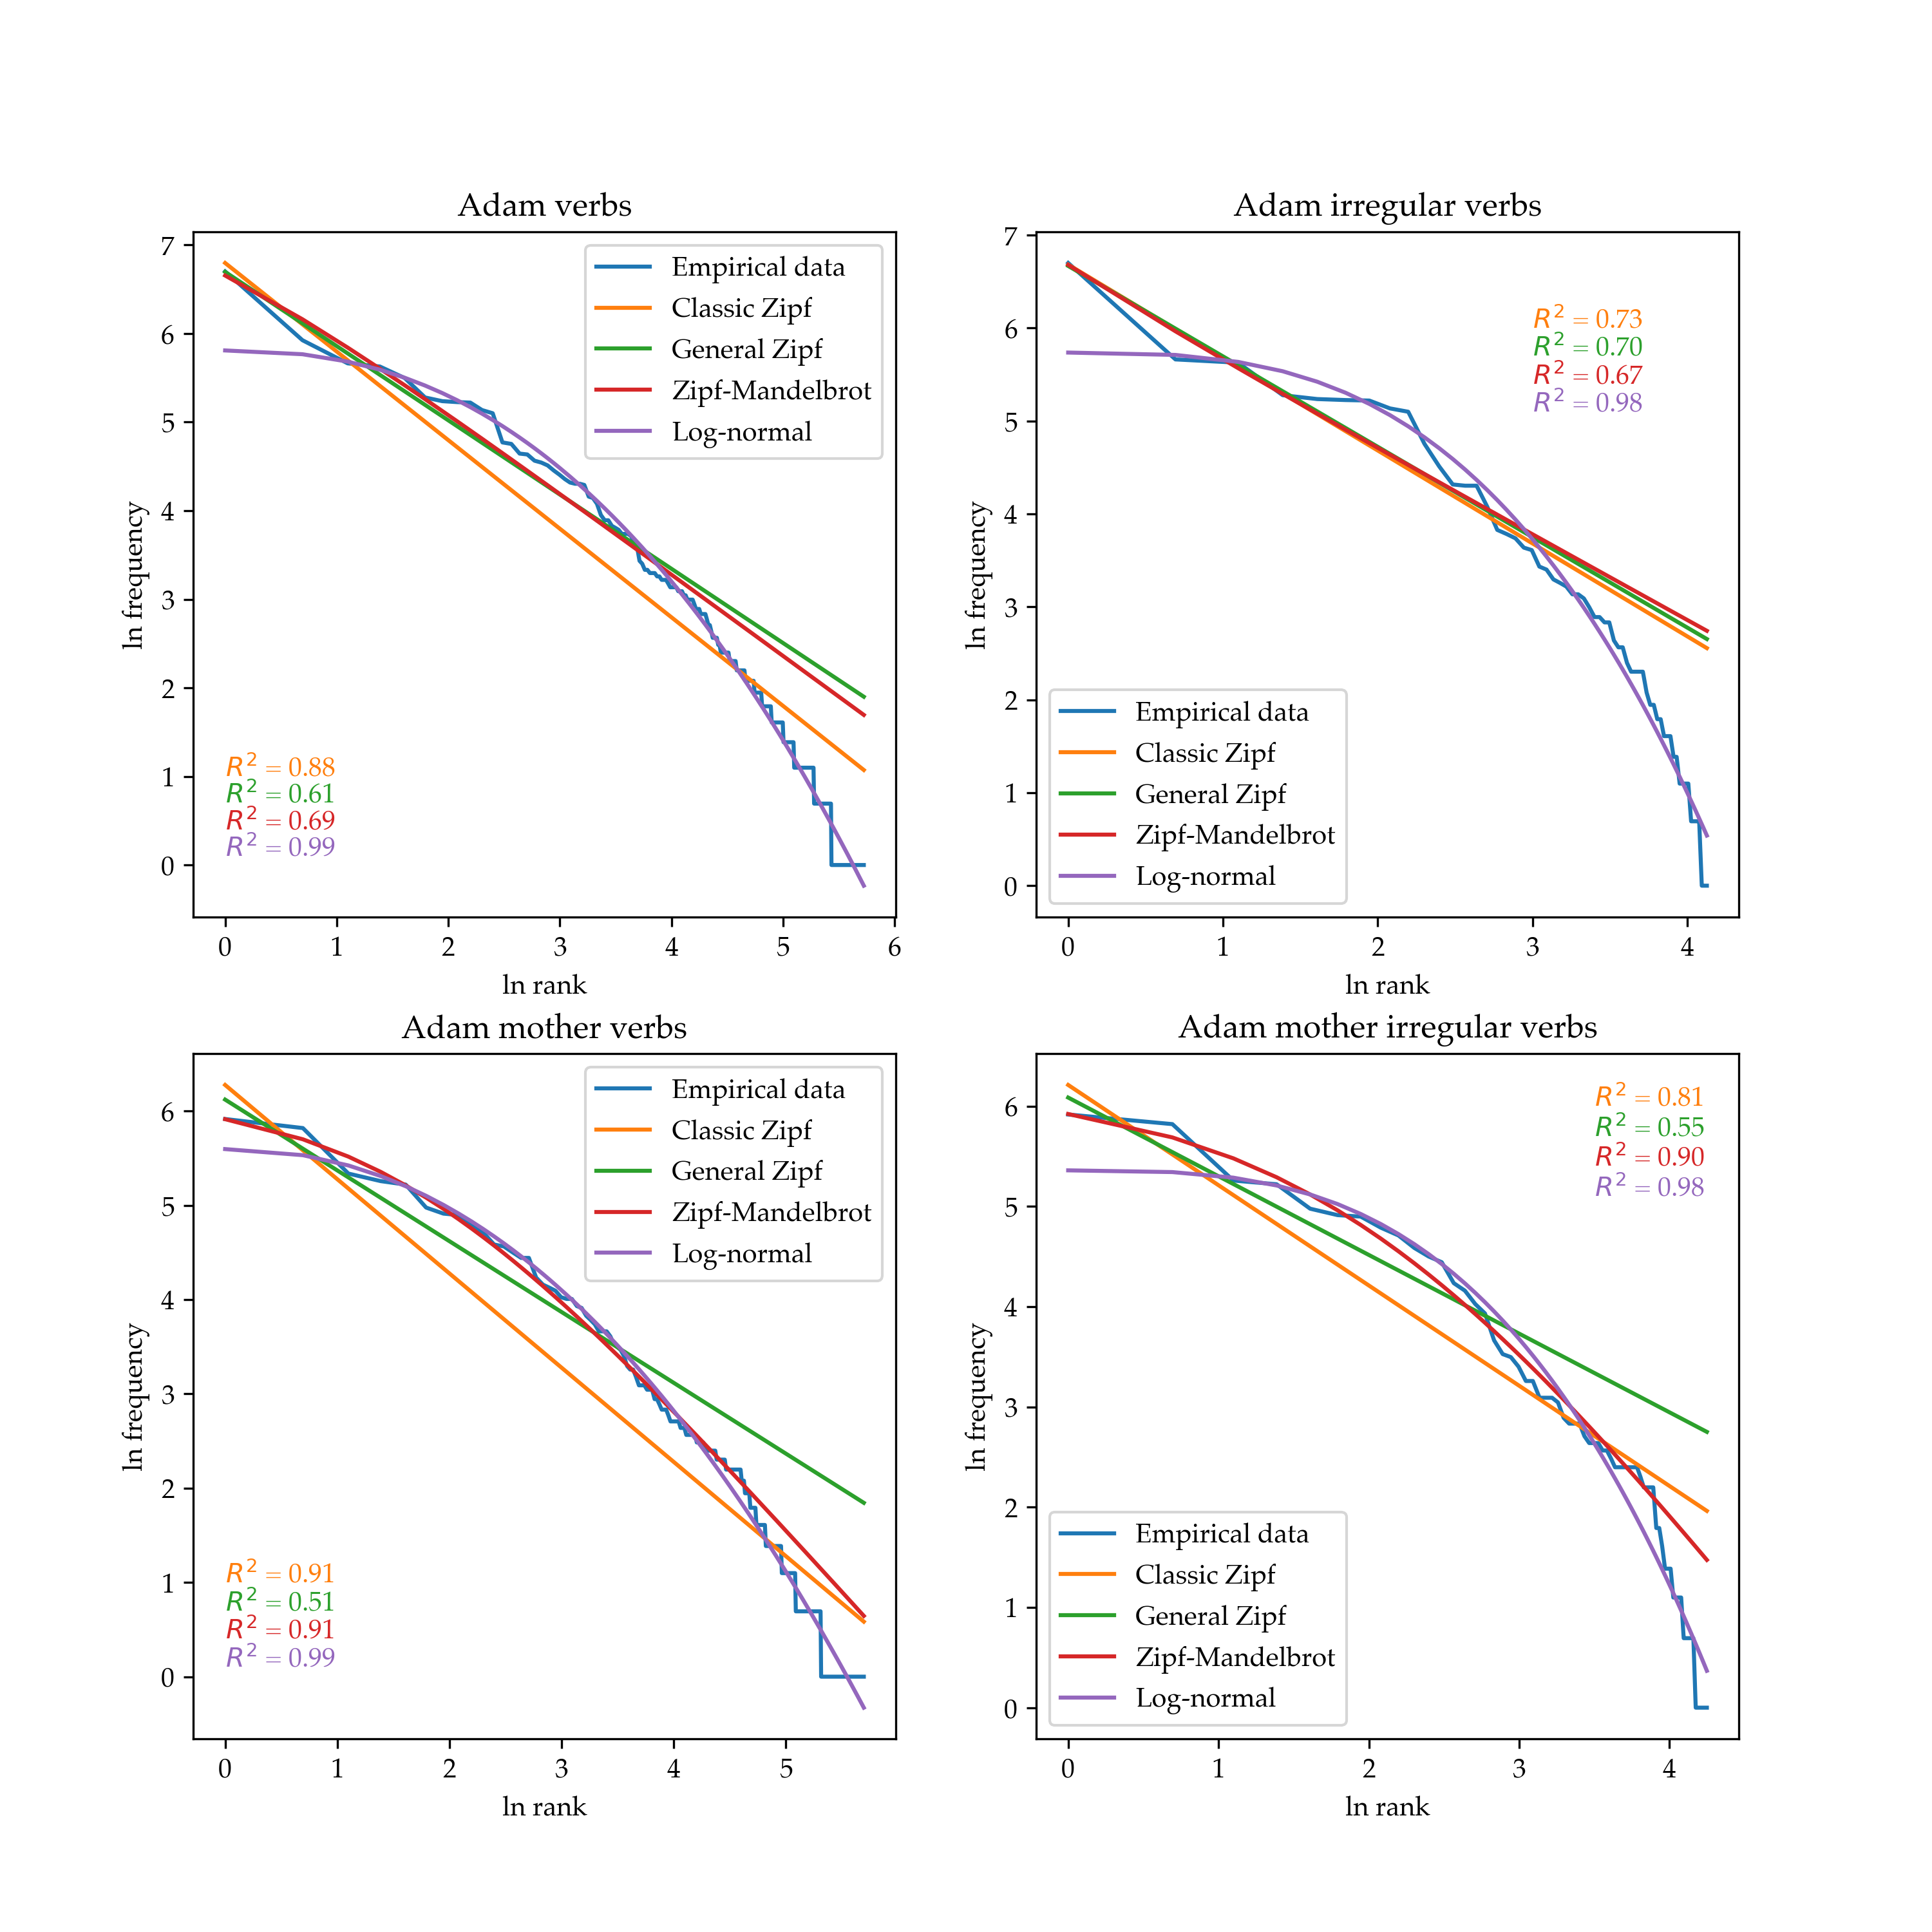 Adam verbs
7
6
5
4
3
2
1
0
ln frequency
Empirical data
Classic Zipf
General Zipf
Zipf-Mandelbrot
Log-normal
R² = 0.88
R² = 0.61
R² = 0.69
R² = 0.99
0 1 2 3 4 5 6
ln rank
Adam irregular verbs
7
6
5
4
3
2
1
0
ln frequency
R² = 0.73
R² = 0.70
R² = 0.67
R² = 0.98
Empirical data
Classic Zipf
General Zipf
Zipf-Mandelbrot
Log-normal
0 1 2 3 4
ln rank
Adam mother verbs
6
5
4
3
2
1
0
ln frequency
Empirical data
Classic Zipf
General Zipf
Zipf-Mandelbrot
Log-normal
R² = 0.91
R² = 0.51
R² = 0.91
R² = 0.99
0 1 2 3 4 5
ln rank
Adam mother irregular verbs
6
5
4
3
2
1
0
ln frequency
R² = 0.81
R² = 0.55
R² = 0.90
R² = 0.98
Empirical data
Classic Zipf
General Zipf
Zipf-Mandelbrot
Log-normal
0 1 2 3 4
ln rank